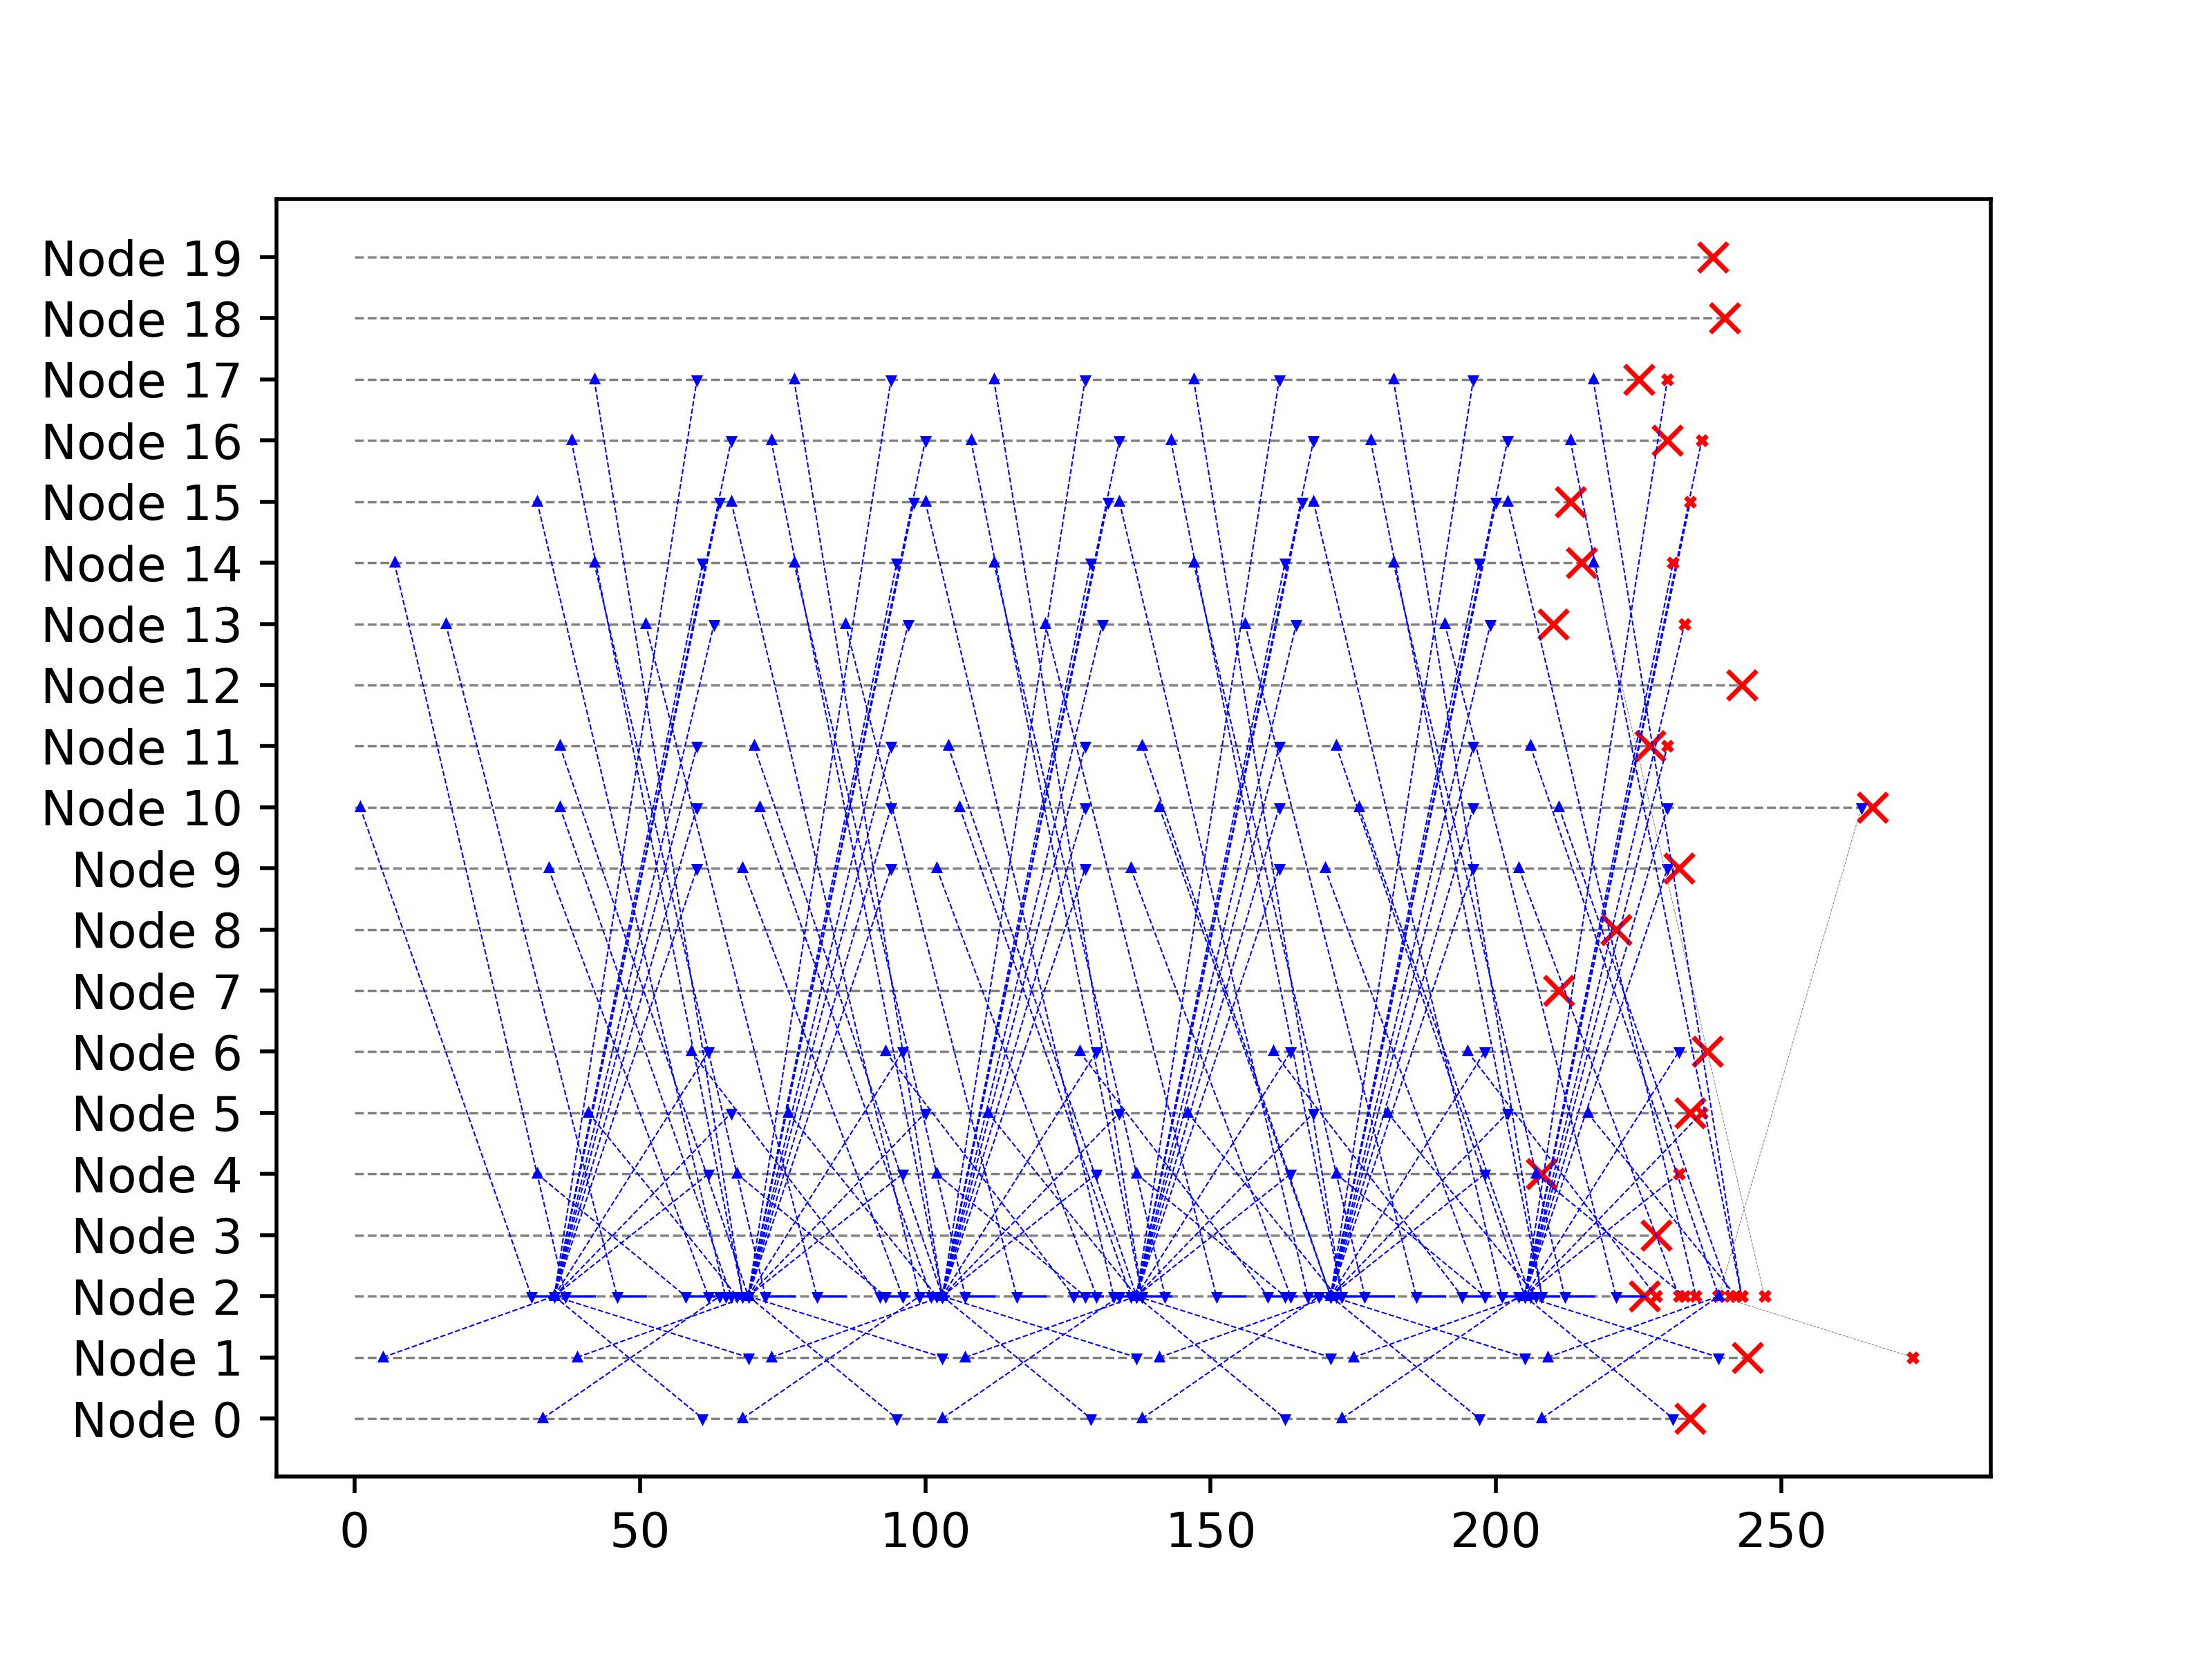 Node 19
Node 18
Node 17
Node 16
Node 15
Node 14
Node 13
Node 12
Node 11
Node 10
Node 9
Node 8
Node 7
Node 6
Node 5
Node 4
Node 3
Node 2
Node 1
Node 0
0 50 100 150 200 250